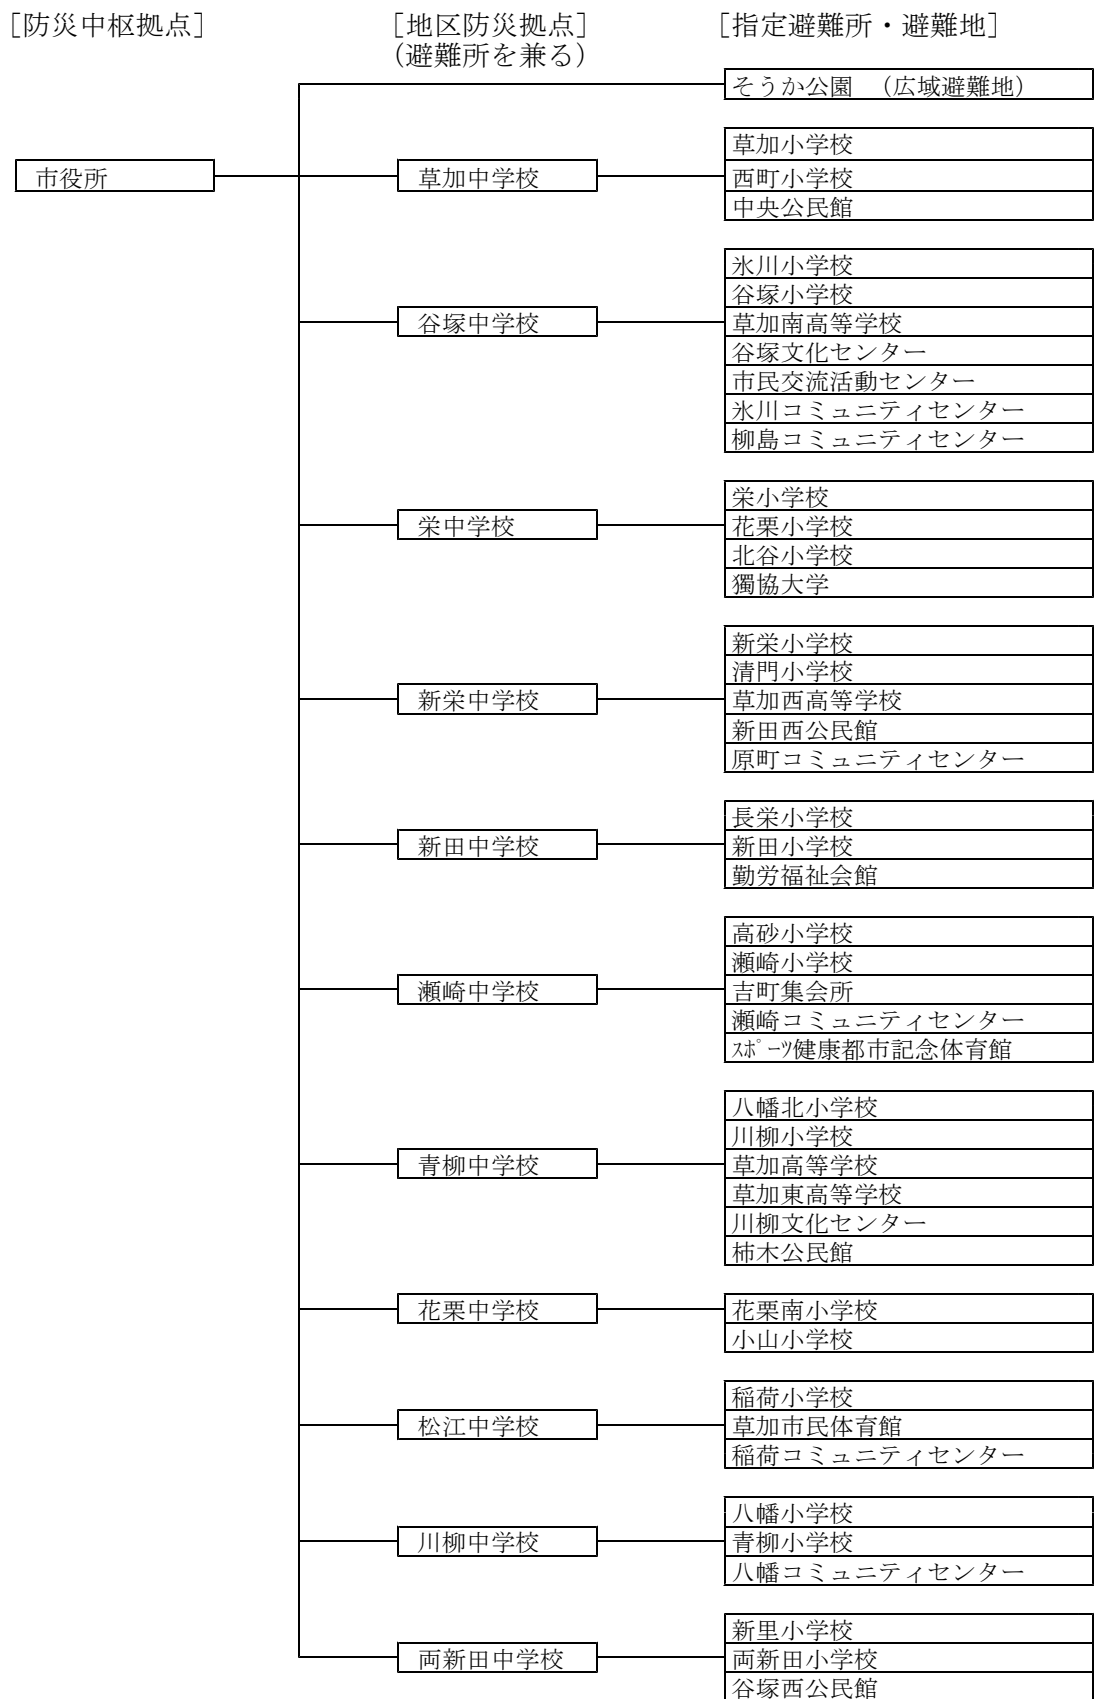 ［防災中枢拠点］ ［地区防災拠点］ ［指定避難所・避難地］
（避難所を兼る）
そうか公園　（広域避難地）
草加小学校
市役所 草加中学校 西町小学校
中央公民館
氷川小学校
谷塚小学校
谷塚中学校 草加南高等学校
谷塚文化センター
市民交流活動センター
氷川コミュニティセンター
柳島コミュニティセンター
栄小学校
栄中学校 花栗小学校
北谷小学校
獨協大学
新栄小学校
清門小学校
新栄中学校 草加西高等学校
新田西公民館
原町コミュニティセンター
長栄小学校
新田中学校 新田小学校
勤労福祉会館
高砂小学校
瀬崎小学校
瀬崎中学校 吉町集会所
瀬崎コミュニティセンター
ｽﾎﾟｰﾂ健康都市記念体育館
八幡北小学校
川柳小学校
青柳中学校 草加高等学校
草加東高等学校
川柳文化センター
柿木公民館
花栗中学校 花栗南小学校
小山小学校
稲荷小学校
松江中学校 草加市民体育館
稲荷コミュニティセンター
八幡小学校
川柳中学校 青柳小学校
八幡コミュニティセンター
新里小学校
両新田中学校 両新田小学校
谷塚西公民館